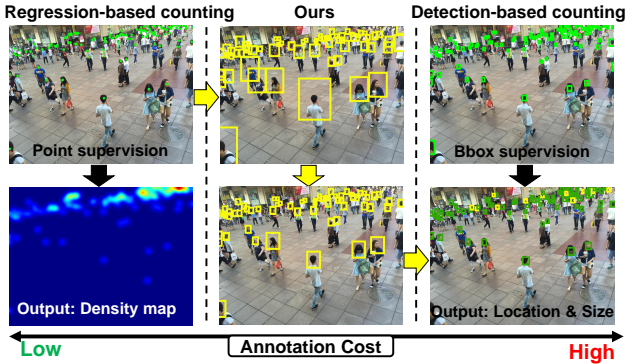 Regression-based counting
Ours
Detection-based counting
Point supervision
Bbox supervision
Output: Density map
Output: Location & Size
Low
Annotation Cost
High